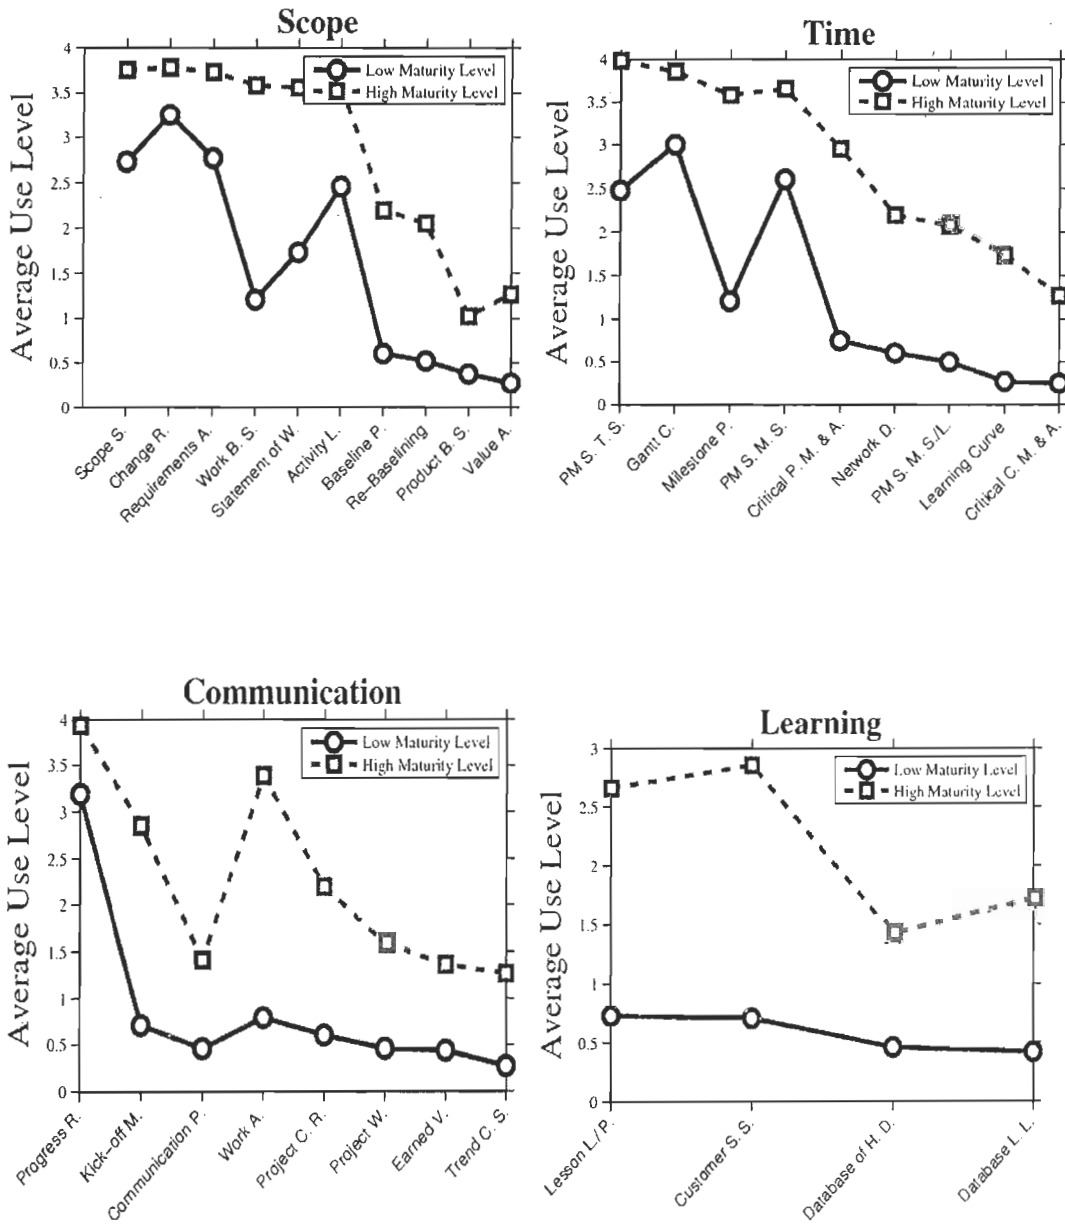 Scope
Average Use Level
4
3.5
3
2.5
2
1.5
1
0.5
0
Low Maturity Level
High Maturity Level
Scope S.
Change R.
Requirements A.
Work B. S.
Statement of W.
Activity L.
Baseline P.
Re-Baselining
Product B. S.
Value A.
Time
Average Use Level
4
3.5
3
2.5
2
1.5
1
0.5
0
Low Maturity Level
High Maturity Level
PM S. T. S.
Gantt C.
Milestone P.
PM S. M. S.
Critical P. M. & A.
Network D.
PM S. M. S./L.
Learning Curve
Critical C. M. & A.
Communication
Average Use Level
4
3.5
3
2.5
2
1.5
1
0.5
0
Low Maturity Level
High Maturity Level
Progress R.
Kick-off M.
Communication P.
Work A.
Project C. R.
Project W.
Earned V.
Trend C. S.
Learning
Average Use Level
3
2.5
2
1.5
1
0.5
0
Low Maturity Level
High Maturity Level
Lesson L./P.
Customer S. S.
Database of H. D.
Database L. L.